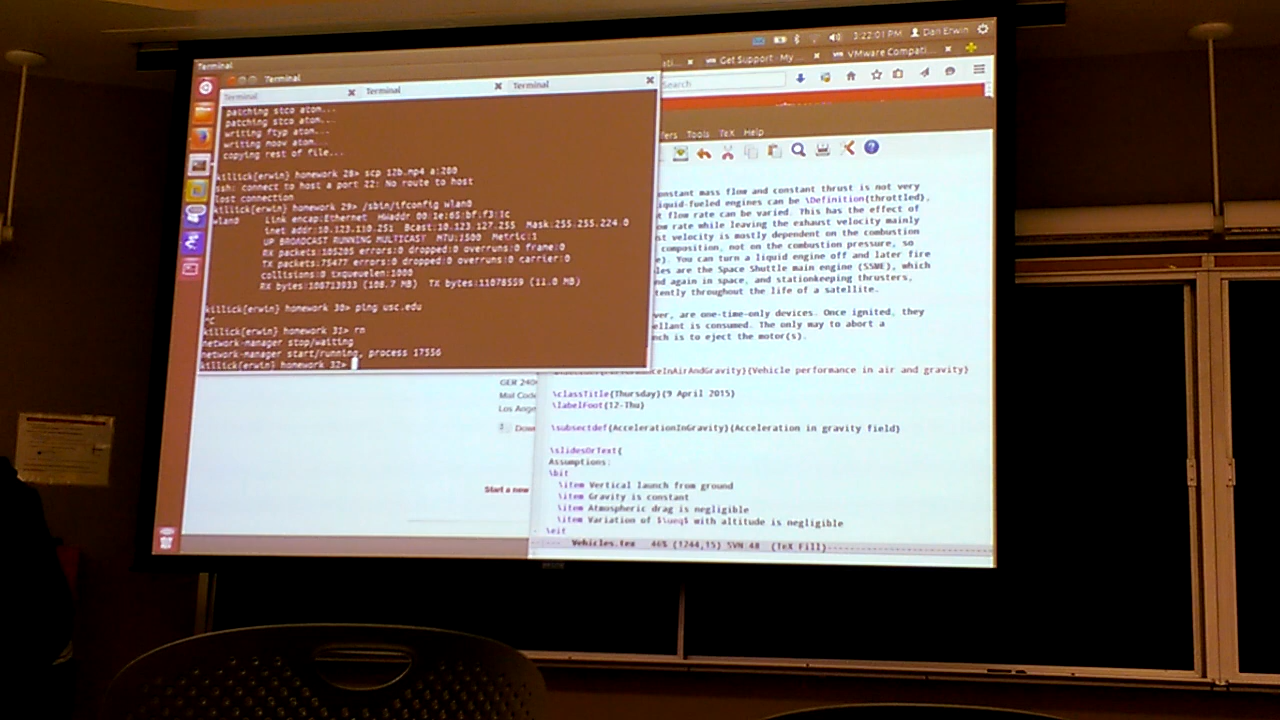 Terminal
3:22:01 PM Dan Erwin
Terminal
Get Support - My ...
VMware Compati...
Terminal
Terminal
Terminal
Search
patching stco atom...
patching stco atom...
writing ftyp atom...
writing moov atom...
copying rest of file...
killick[erwin] homework 28> scp 12b.mp4 a:280
ssh: connect to host a port 22: No route to host
lost connection
killick[erwin] homework 29> /sbin/ifconfig wlan0
wlan0 Link encap:Ethernet HWaddr 00:1e:65:bf:f3:1c
inet addr:10.123.110.251 Bcast:10.123.127.255 Mask:255.255.224.0
UP BROADCAST RUNNING MULTICAST MTU:1500 Metric:1
RX packets:105285 errors:0 dropped:0 overruns:0 frame:0
TX packets:75477 errors:0 dropped:0 overruns:0 carrier:0
collisions:0 txqueuelen:1000
RX bytes:108713933 (108.7 MB) TX bytes:11078559 (11.0 MB)
killick[erwin] homework 30> ping usc.edu
^C
killick[erwin] homework 31> rn
network-manager stop/waiting
network-manager start/running, process 17556
killick[erwin] homework 32>
ffers Tools TeX Help
onstant mass flow and constant thrust is not very
iquid-fueled engines can be \Definition{throttled},
t flow rate can be varied. This has the effect of
ow rate while leaving the exhaust velocity mainly
st velocity is mostly dependent on the combustion
composition, not on the combustion pressure, so
e). You can turn a liquid engine off and later fire
les are the Space Shuttle main engine (SSME), which
nd again in space, and stationkeeping thrusters,
tently throughout the life of a satellite.
ver, are one-time-only devices. Once ignited, they
ellant is consumed. The only may to abort a
nch is to eject the motor(s).
{Vehicle performance in air and gravity}
\classTitle{Thursday}{9 April 2015}
\labelFoot{12-Thu}
\subsectdef{AccelerationInGravity}{Acceleration in gravity field}
\slidesOrText{
Assumptions:
\bit
\item Vertical launch from ground
\item Gravity is constant
\item Atmospheric drag is negligible
\item Variation of $\ueq$ with altitude is negligible
\eit
Vehicles.tex 46% (1244,15) SVN-48 (TeX Fill)
GER 240
Mail Code
Los Ange
Down
Start a new